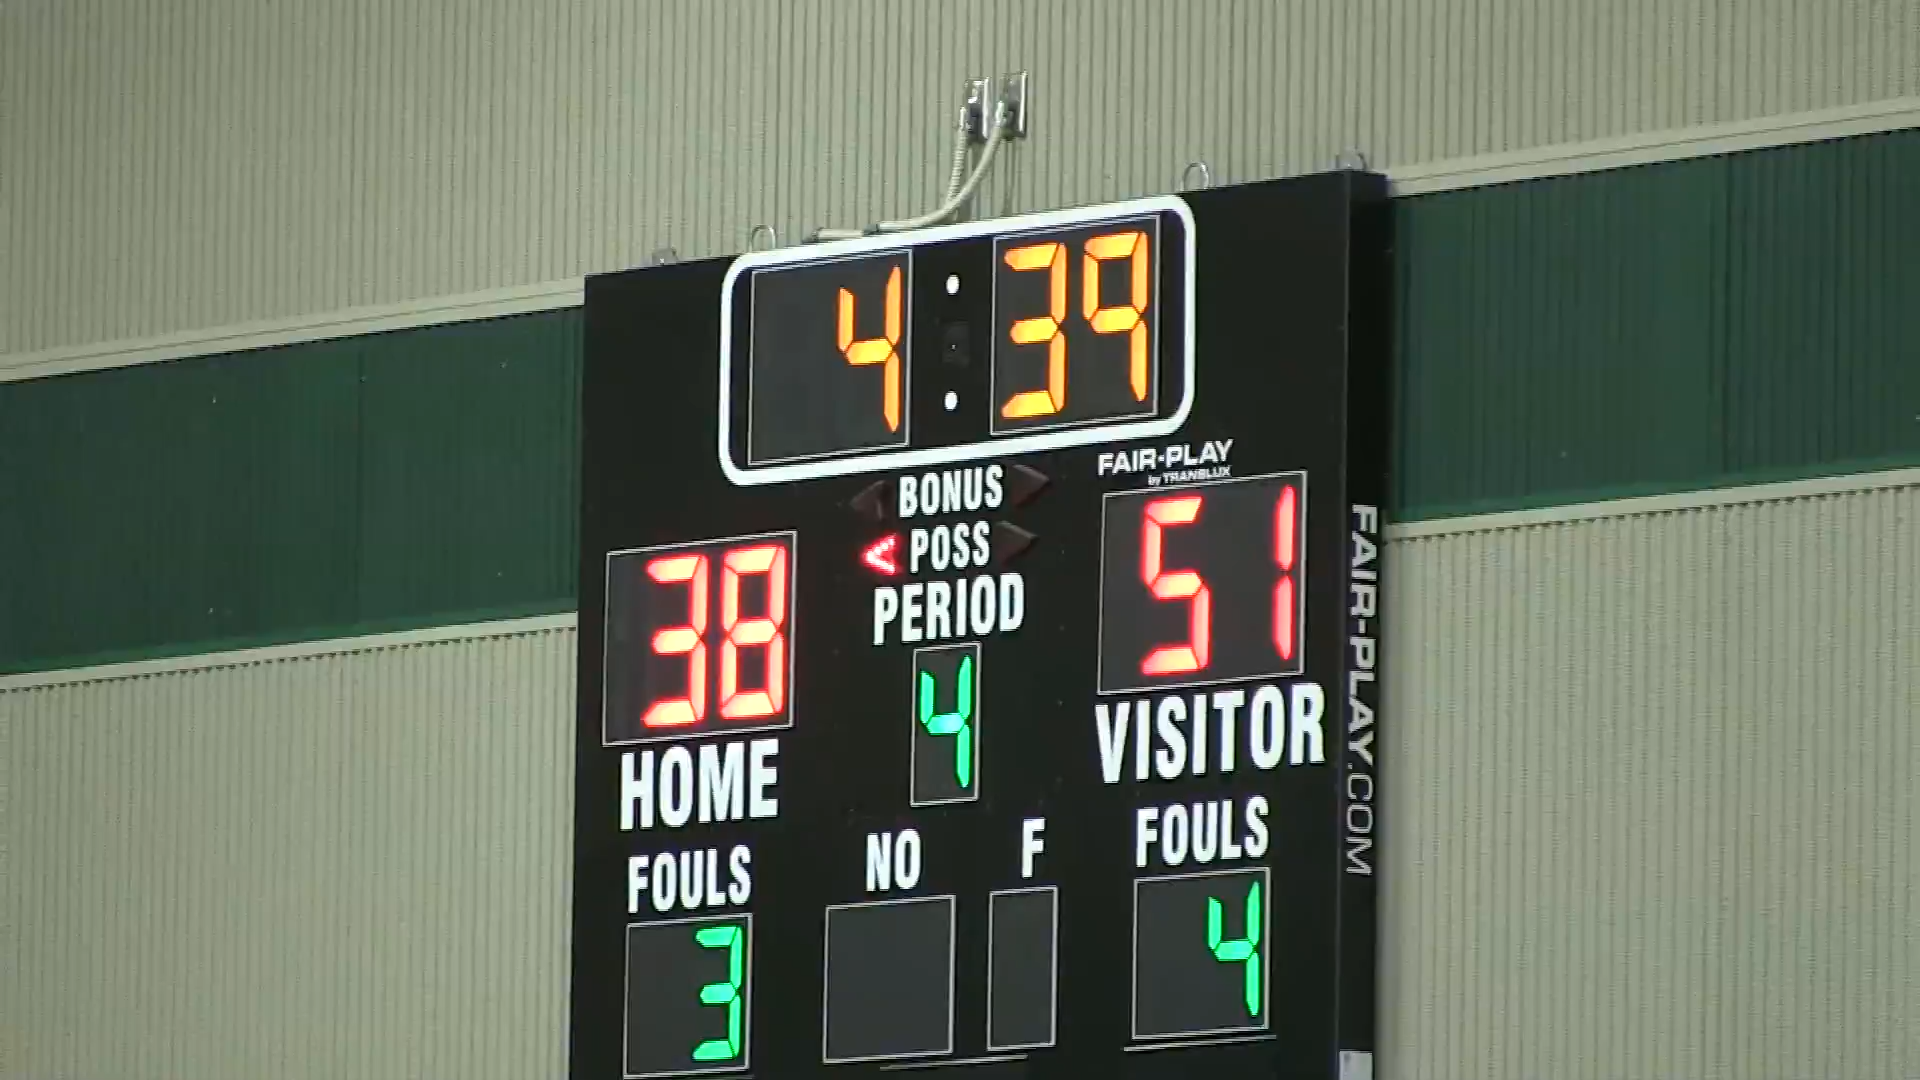 4:39
FAIR-PLAY
by TRANSLUX
BONUS
POSS
PERIOD
38
4
51
HOME
VISITOR
FOULS
NO
F
FOULS
3
4
FAIR-PLAY.COM